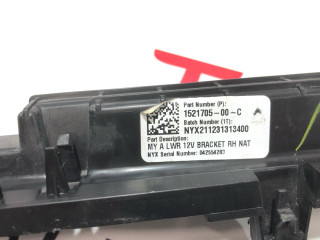 Part Number (P):
1521705-00-C
Batch Number (1T):
NYX211231313400
Part Description:
MY A LWR 12V BRACKET RH NAT
NYX Serial Number: 042554287